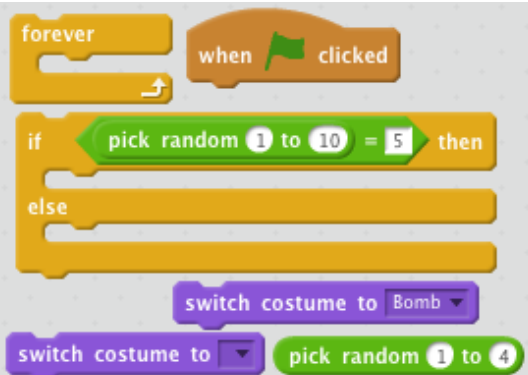 forever
when clicked
if pick random 1 to 10 = 5 then
else
switch costume to Bomb
switch costume to
pick random 1 to 4